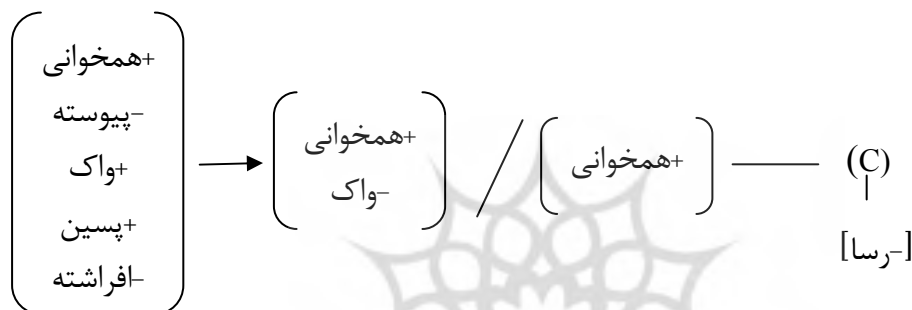 +همخوانی
−پیوسته
+واک
+پسین
−افراشته
+همخوانی
−واک
/
+همخوانی
(C)
[−رسا]